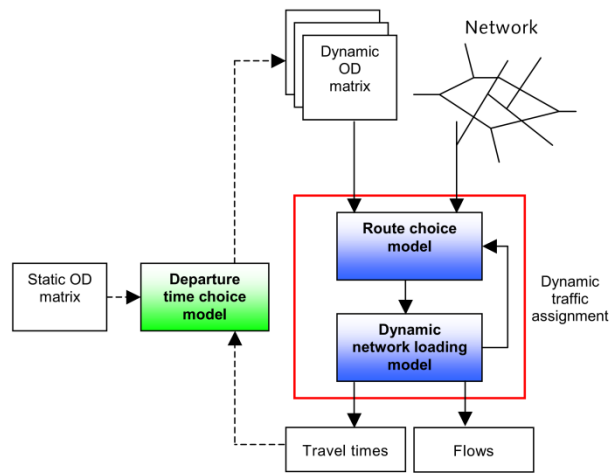 Dynamic
OD
matrix
Network
Route choice
model
Static OD
matrix
Departure
time choice
model
Dynamic
traffic
assignment
Dynamic
network loading
model
Travel times
Flows